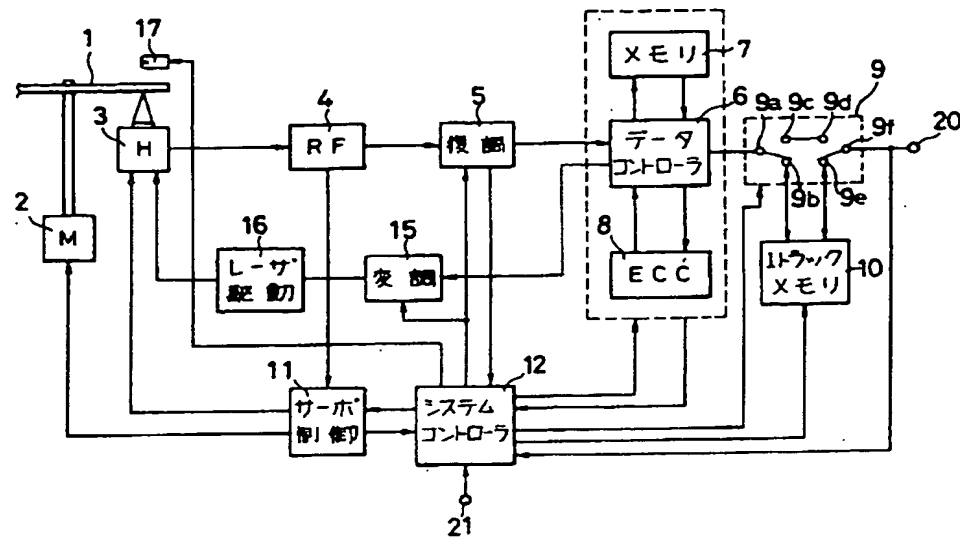 17
1
メモリ
7
9
3
H
4
RF
5
復調
6
データ
コントローラ
9a
9c
9d
9f
20
9b
9e
2
M
16
レーザ
駆動
15
変調
8
ECC
1トラック
メモリ
10
11
サーボ
制御
12
システム
コントローラ
21